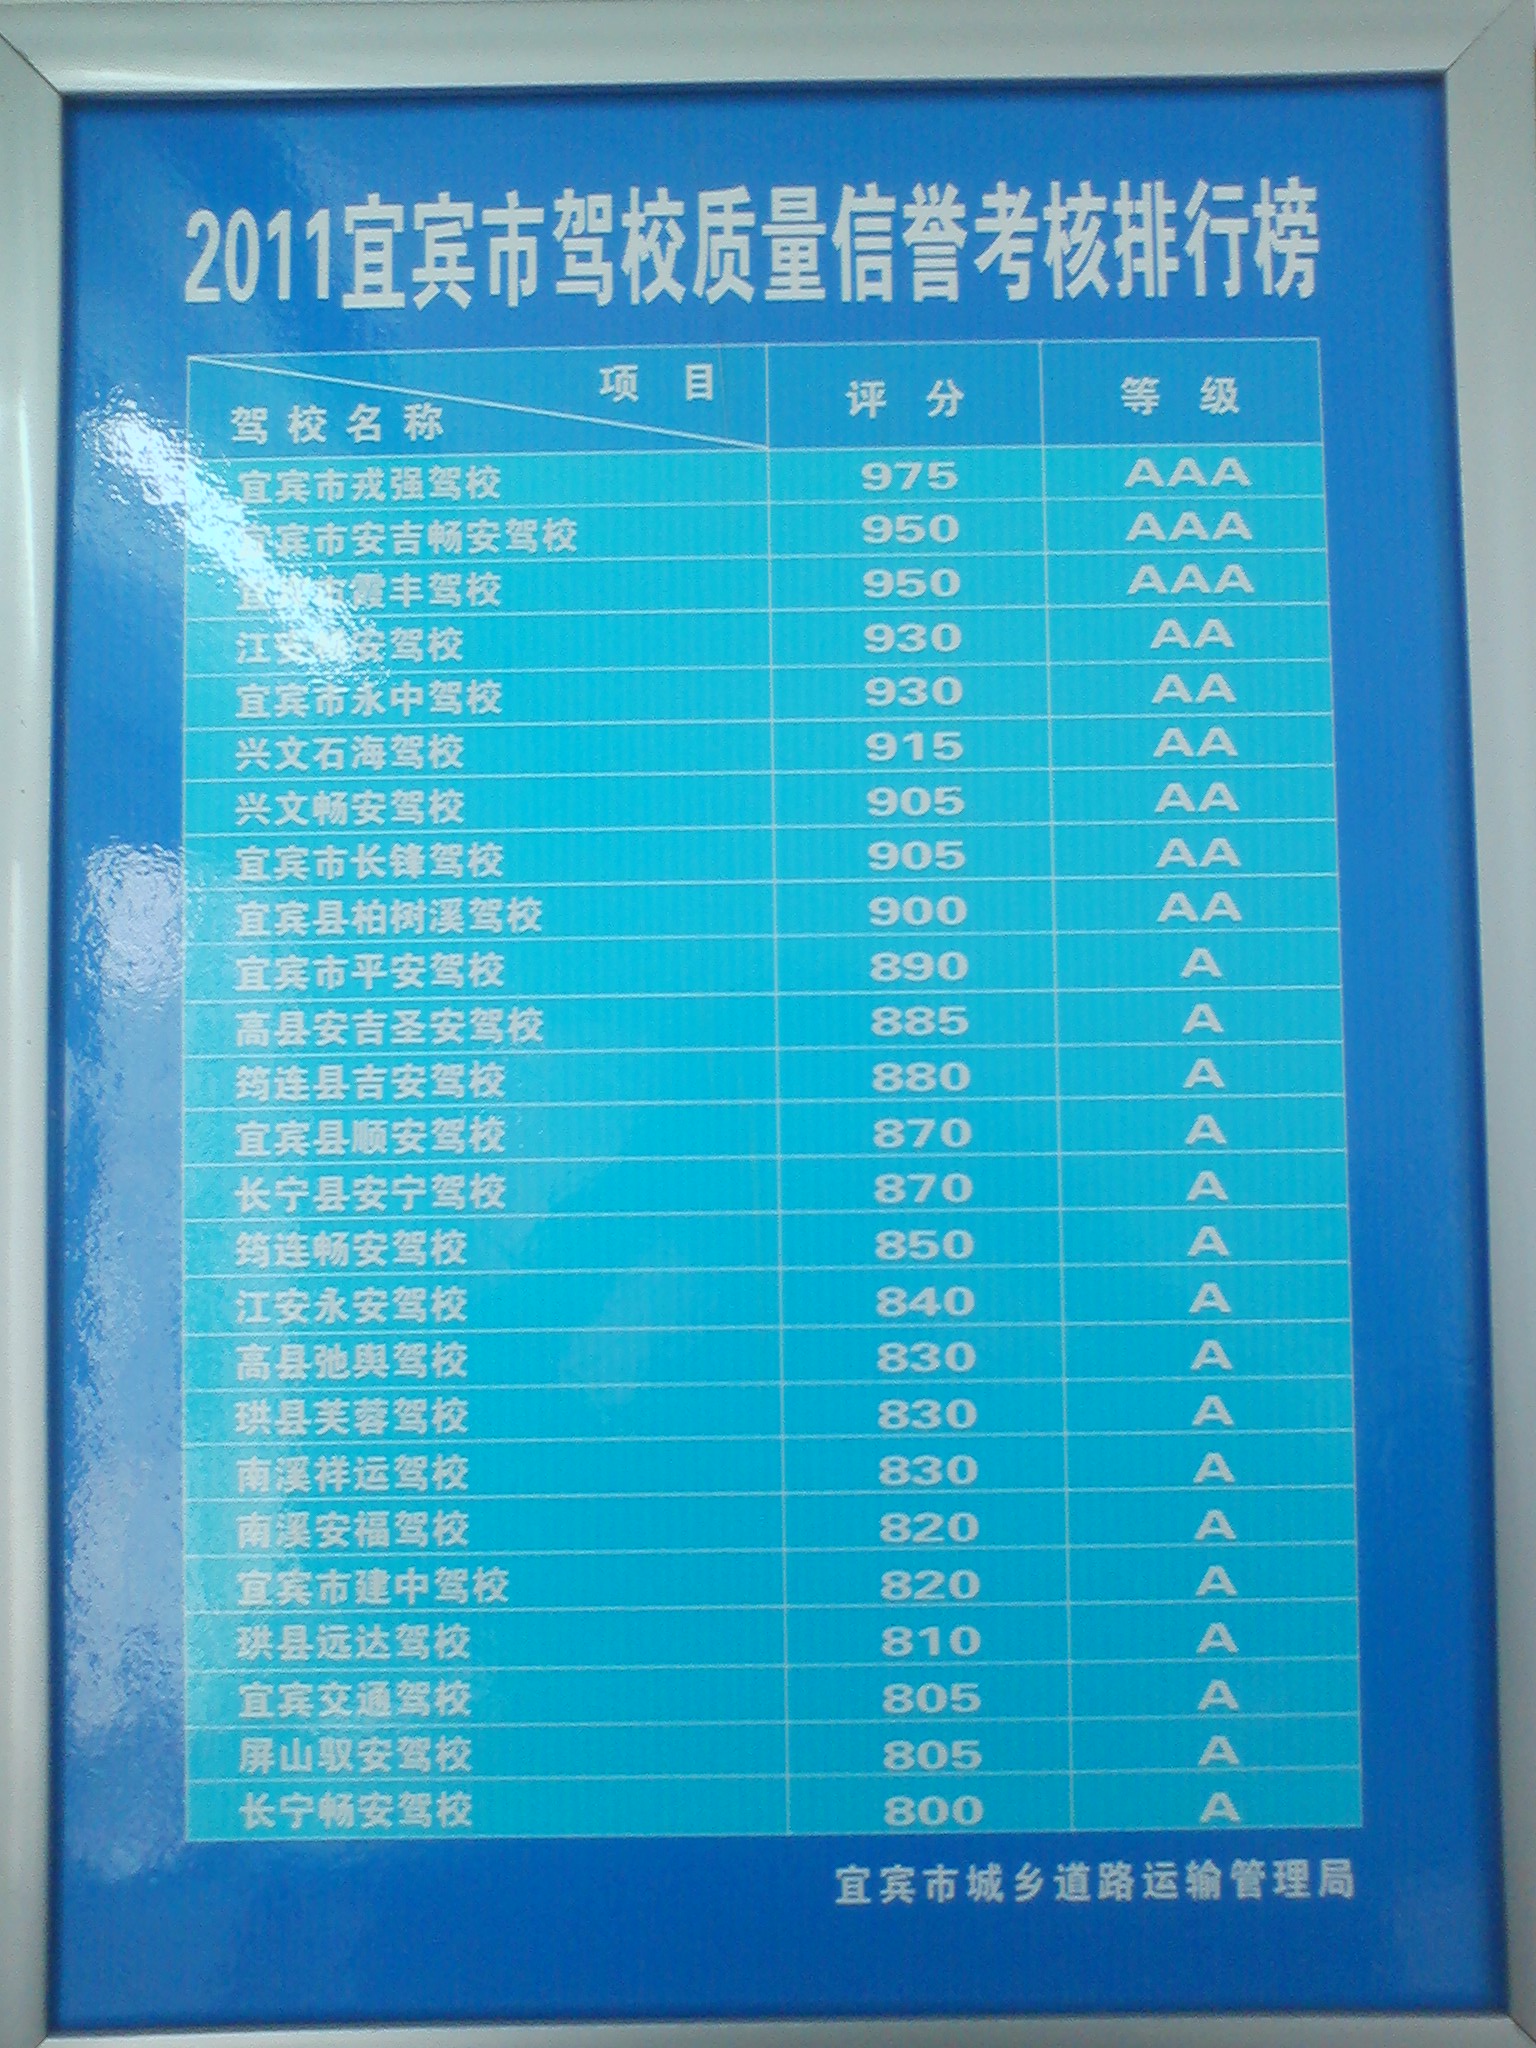 2011宜宾市驾校质量信誉考核排行榜
项 目 评 分 等 级
驾校名称
宜宾市戎强驾校 975 AAA
宾市安吉畅安驾校 950 AAA
霞丰驾校 950 AAA
江安 安驾校 930 AA
宜宾市永中驾校 930 AA
兴文石海驾校 915 AA
兴文畅安驾校 905 AA
宜宾市长锋驾校 905 AA
宜宾县柏树溪驾校 900 AA
宜宾市平安驾校 890 A
高县安吉圣安驾校 885 A
筠连县吉安驾校 880 A
宜宾县顺安驾校 870 A
长宁县安宁驾校 870 A
筠连畅安驾校 850 A
江安永安驾校 840 A
高县弛舆驾校 830 A
珙县芙蓉驾校 830 A
南溪祥运驾校 830 A
南溪安福驾校 820 A
宜宾市建中驾校 820 A
珙县远达驾校 810 A
宜宾交通驾校 805 A
屏山驭安驾校 805 A
长宁畅安驾校 800 A
宜宾市城乡道路运输管理局